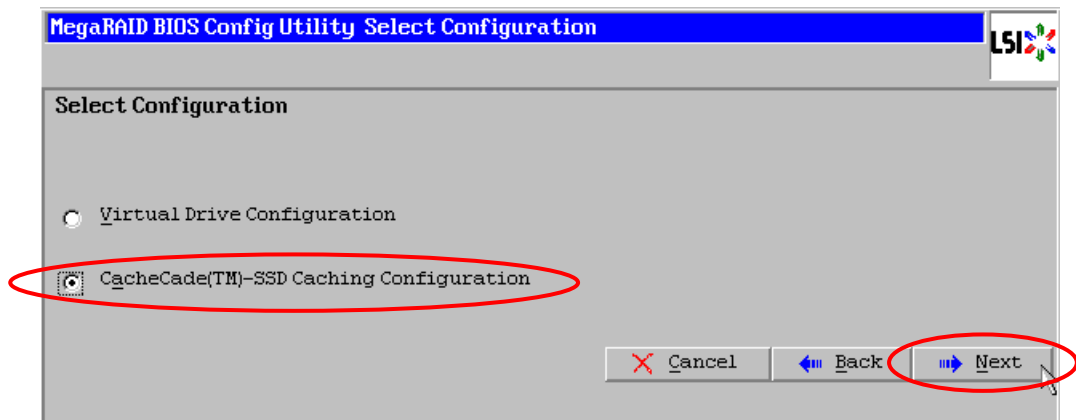 MegaRAID BIOS Config Utility Select Configuration
LSI
Select Configuration
Virtual Drive Configuration
CacheCade(TM)-SSD Caching Configuration
Cancel
Back
Next